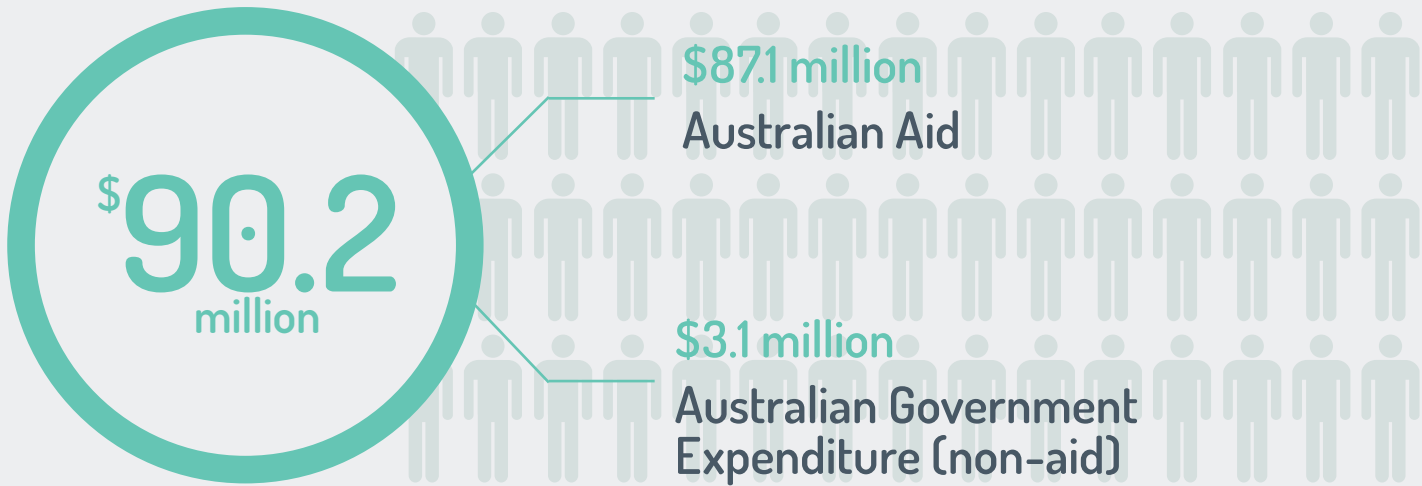 $90.2
million
$87.1 million
Australian Aid
$3.1 million
Australian Government
Expenditure (non-aid)